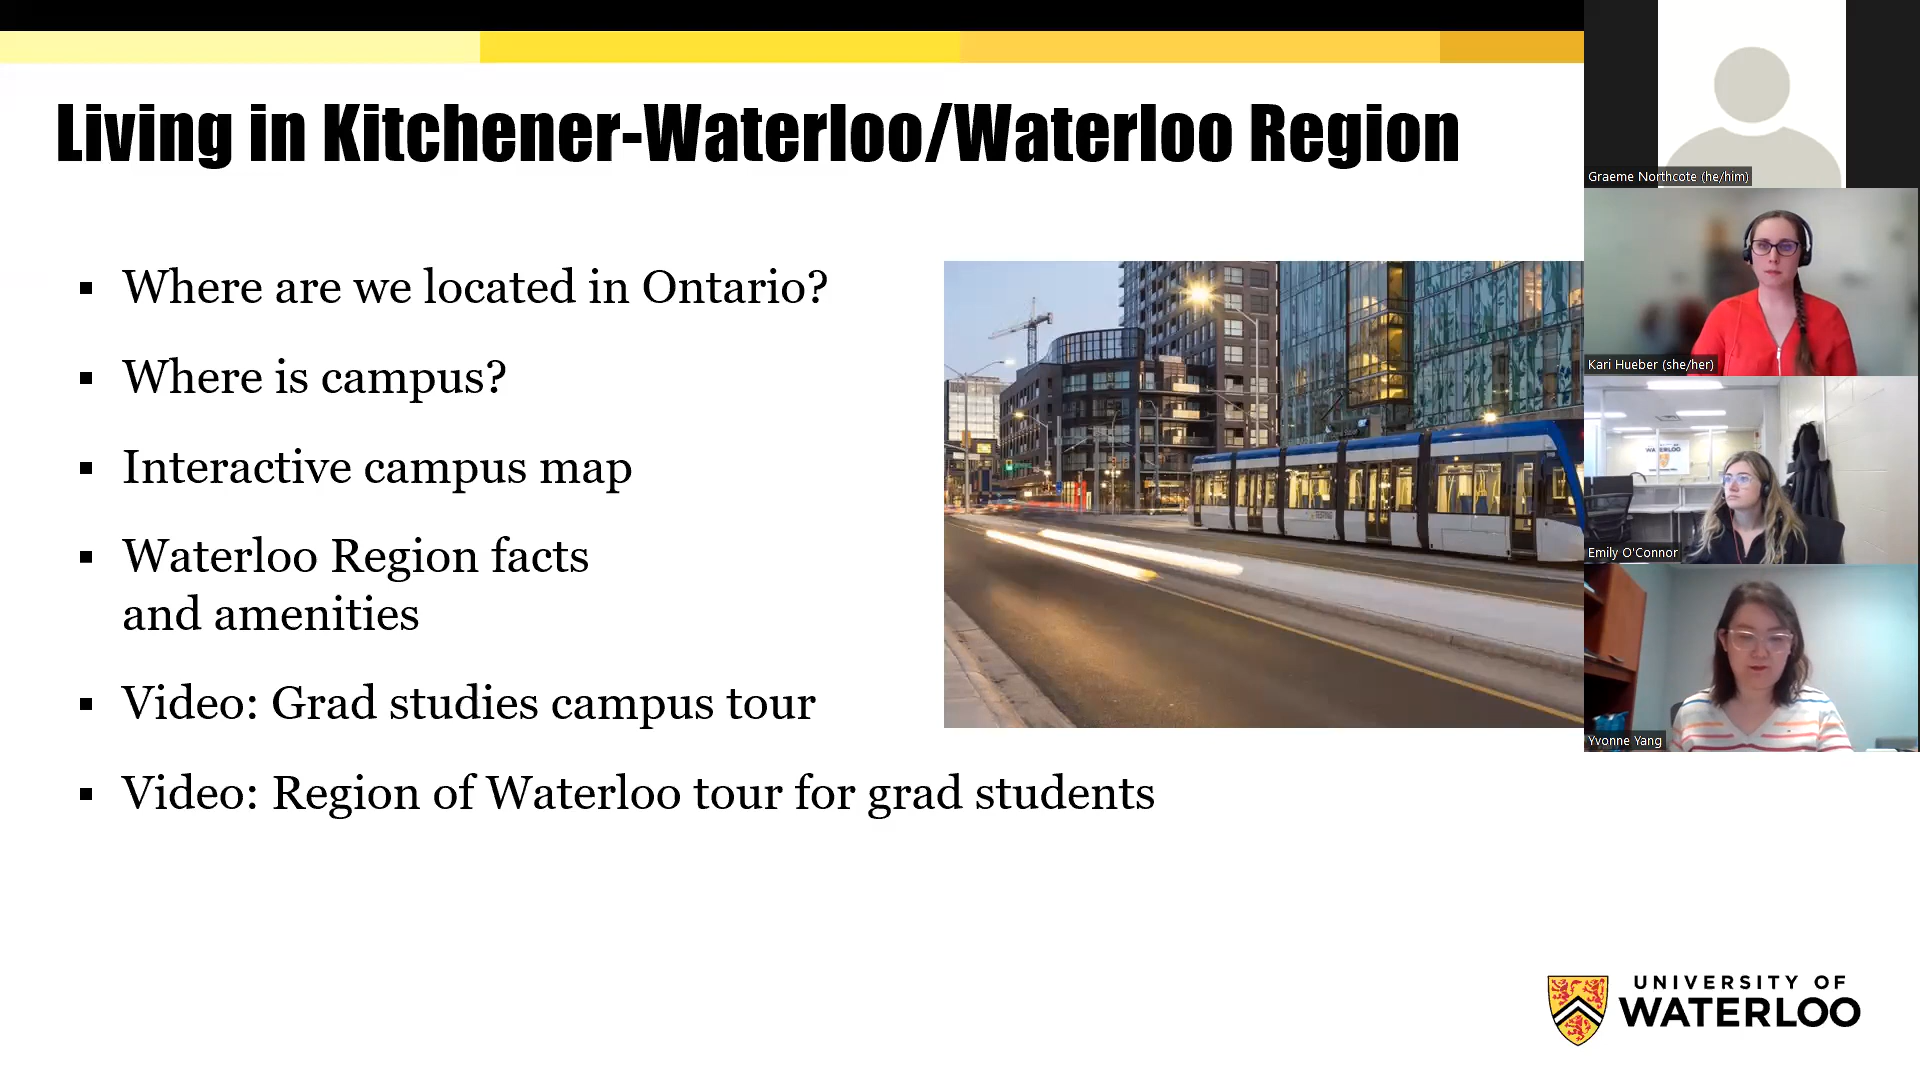 Living in Kitchener-Waterloo/Waterloo Region
▪ Where are we located in Ontario?
▪ Where is campus?
▪ Interactive campus map
▪ Waterloo Region facts
and amenities
▪ Video: Grad studies campus tour
▪ Video: Region of Waterloo tour for grad students
Graeme Northcote (he/him)
Kari Hueber (she/her)
WATERLOO
Emily O'Connor
Yvonne Yang
UNIVERSITY OF
WATERLOO